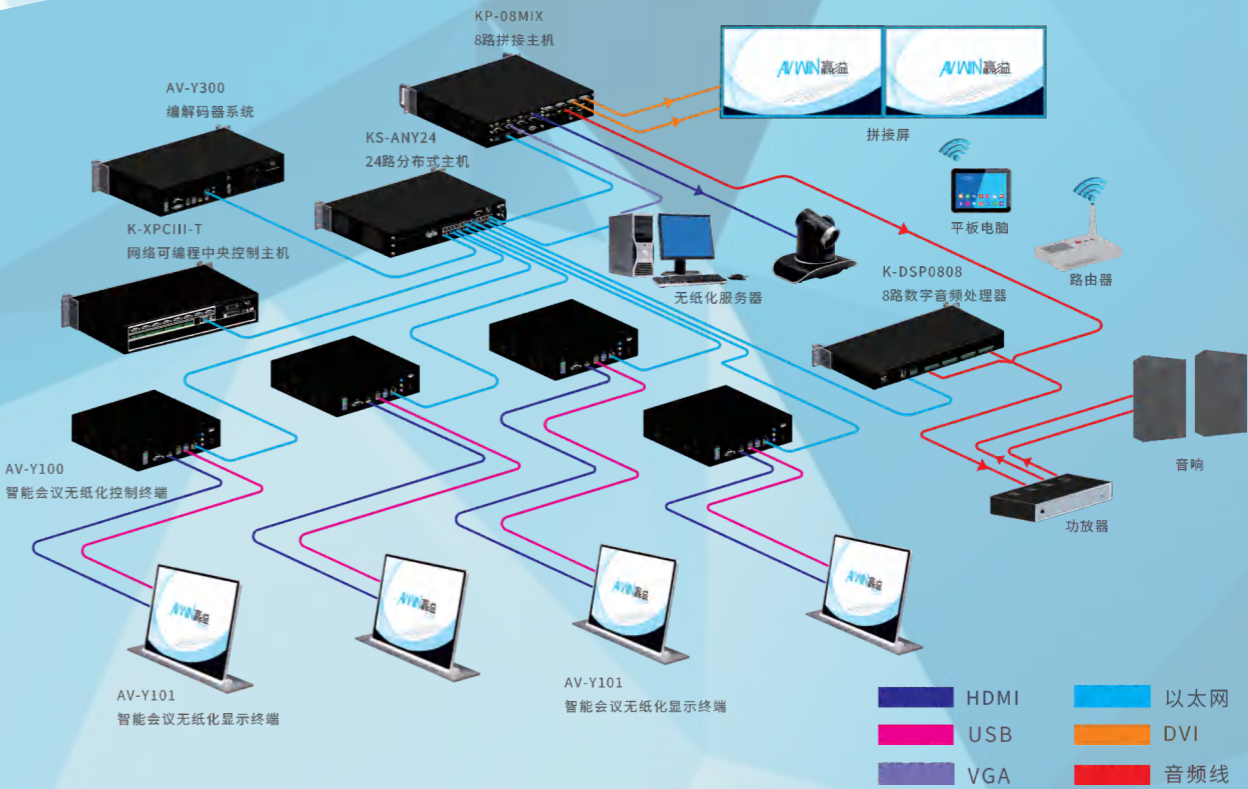 KP-08MIX
8路拼接主机
AVWIN赢溢
AVWIN赢溢
拼接屏
AV-Y300
编解码器系统
KS-ANY24
24路分布式主机
平板电脑
路由器
K-XPCIII-T
网络可编程中央控制主机
无纸化服务器
K-DSP0808
8路数字音频处理器
音响
功放器
AV-Y100
智能会议无纸化控制终端
AVWIN赢溢
AVWIN赢溢
AVWIN赢溢
AVWIN赢溢
AV-Y101
智能会议无纸化显示终端
AV-Y101
智能会议无纸化显示终端
HDMI
以太网
USB
DVI
VGA
音频线